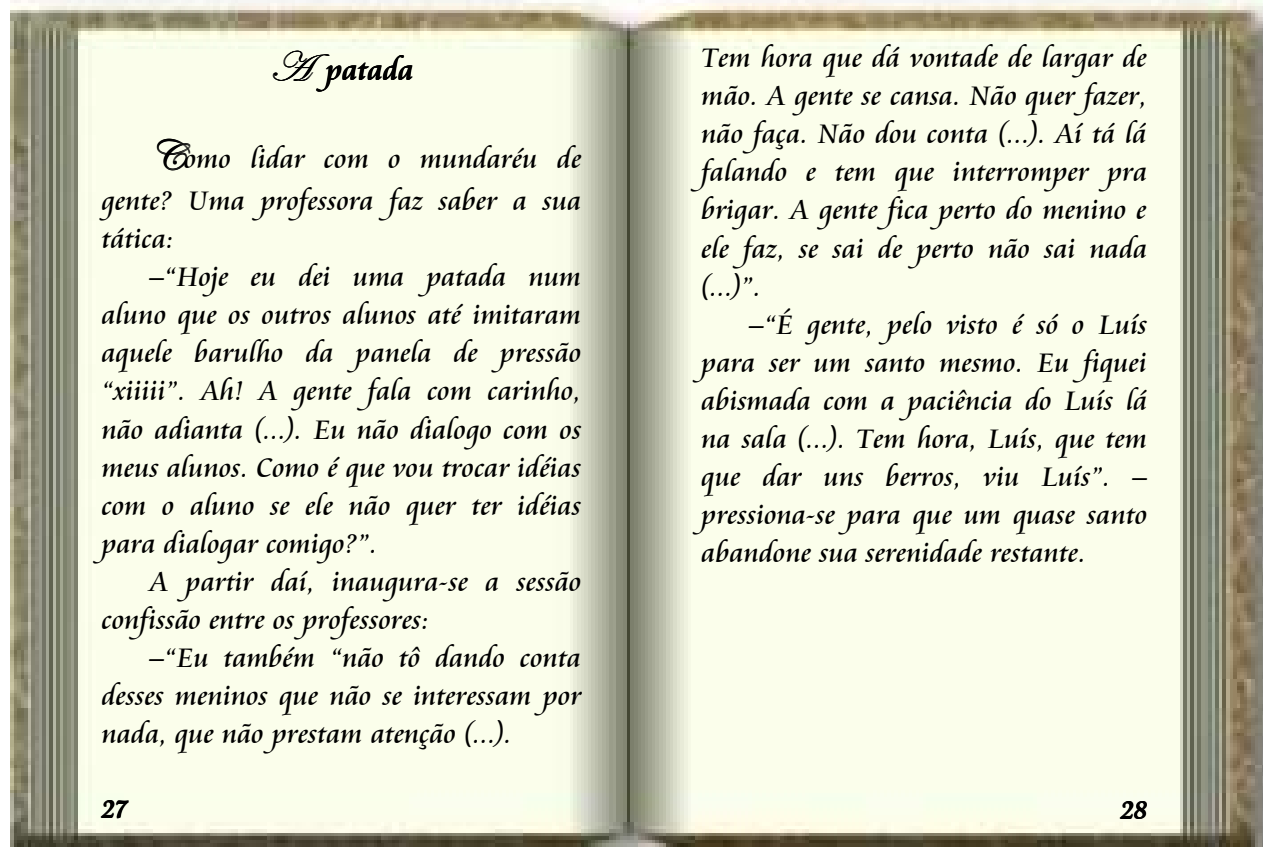 A patada
Como lidar com o mundaréu de
gente? Uma professora faz saber a sua
tática:
–“Hoje eu dei uma patada num
aluno que os outros alunos até imitaram
aquele barulho da panela de pressão
“xiiiii”. Ah! A gente fala com carinho,
não adianta (...). Eu não dialogo com os
meus alunos. Como é que vou trocar idéias
com o aluno se ele não quer ter idéias
para dialogar comigo?”.
A partir daí, inaugura-se a sessão
confissão entre os professores:
–“Eu também “não tô dando conta
desses meninos que não se interessam por
nada, que não prestam atenção (...).
27
Tem hora que dá vontade de largar de
mão. A gente se cansa. Não quer fazer,
não faça. Não dou conta (...). Aí tá lá
falando e tem que interromper pra
brigar. A gente fica perto do menino e
ele faz, se sai de perto não sai nada
(...)”.
–“É gente, pelo visto é só o Luís
para ser um santo mesmo. Eu fiquei
abismada com a paciência do Luís lá
na sala (...). Tem hora, Luís, que tem
que dar uns berros, viu Luís”. –
pressiona-se para que um quase santo
abandone sua serenidade restante.
28